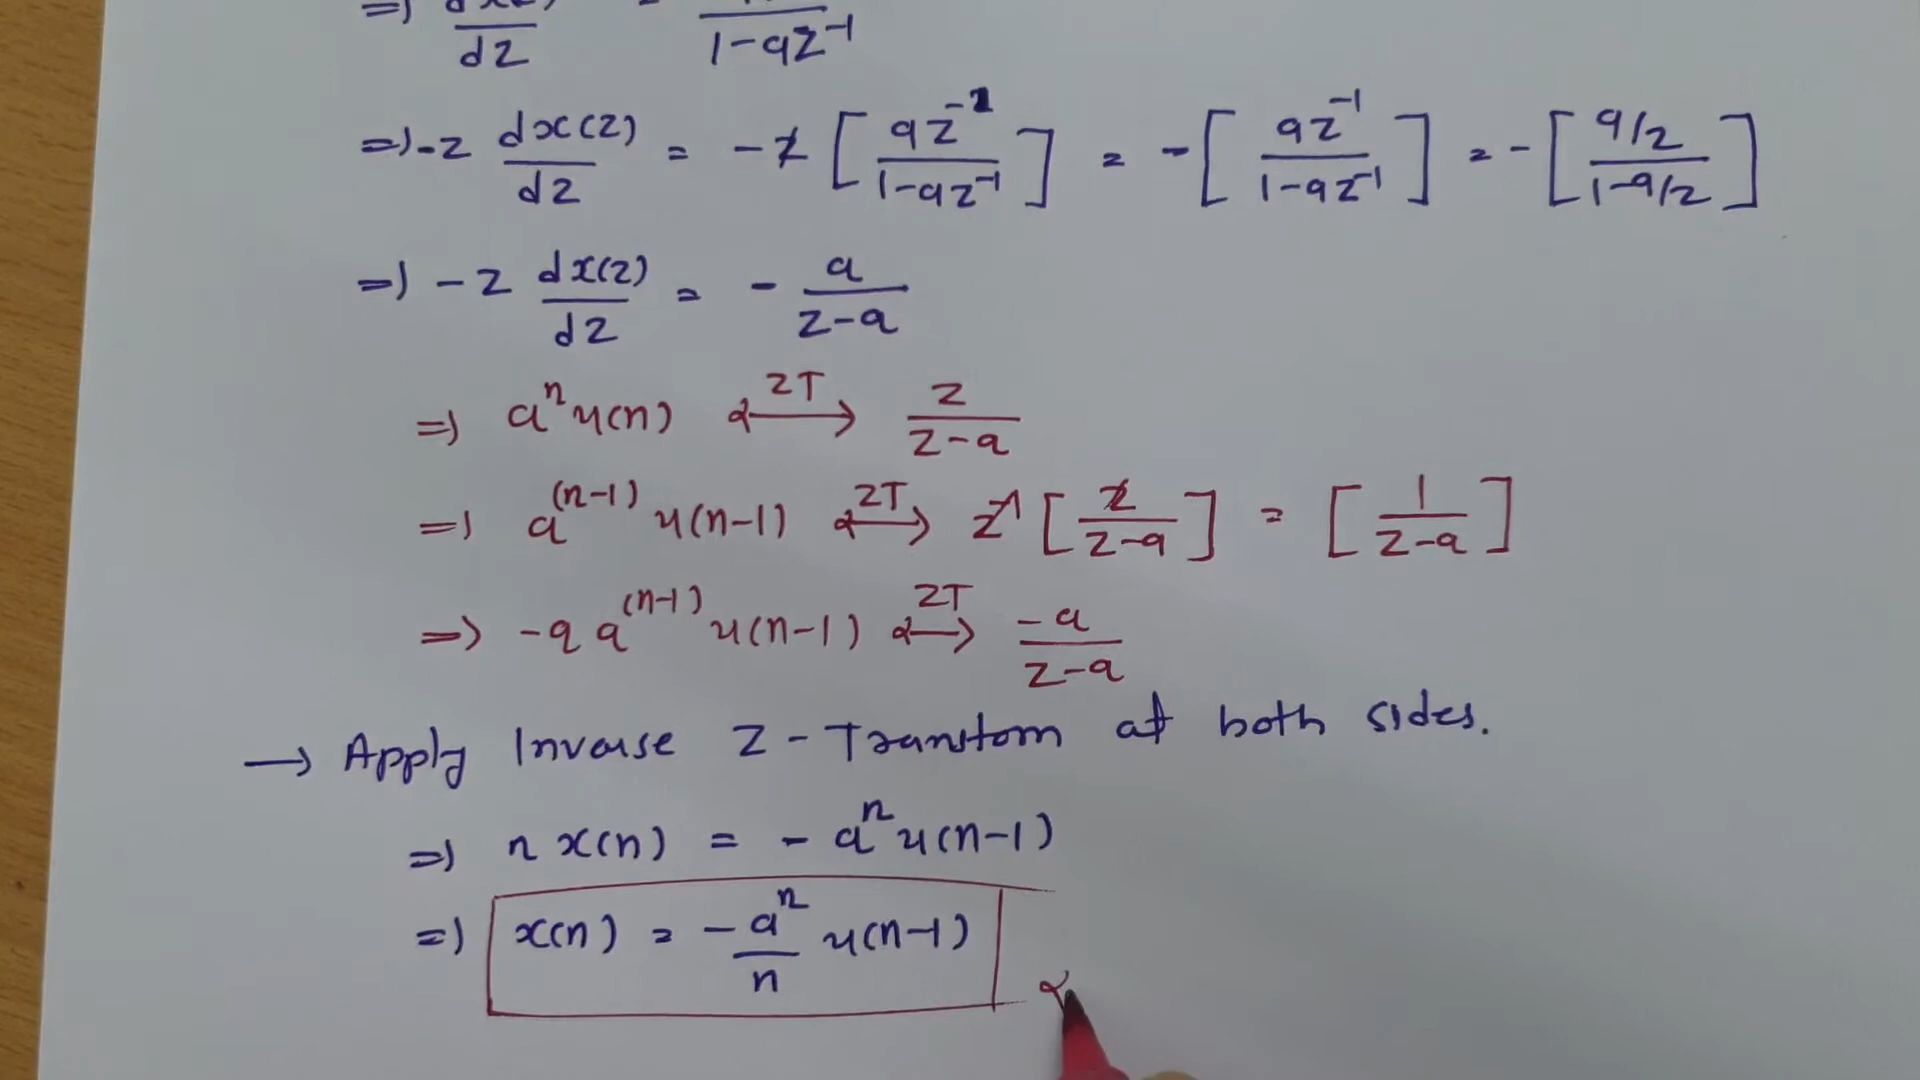 =) dx(z)/dz = /1-az⁻¹
=) -z dx(z)/dz = -z [az⁻²/1-az⁻¹] = -[az⁻¹/1-az⁻¹] = -[a/z/1-a/z]
=) -z dx(z)/dz = - a/z-a
=) aⁿu(n) ⟷ZT z/z-a
=) a⁽ⁿ⁻¹⁾ u(n-1) ⟷ZT z⁻¹ [z/z-a] = [1/z-a]
=) -a a⁽ⁿ⁻¹⁾ u(n-1) ⟷ZT -a/z-a
→ Apply Inverse Z-Transform at both sides.
=) n x(n) = -aⁿ u(n-1)
=) x(n) = -aⁿ/n u(n-1)